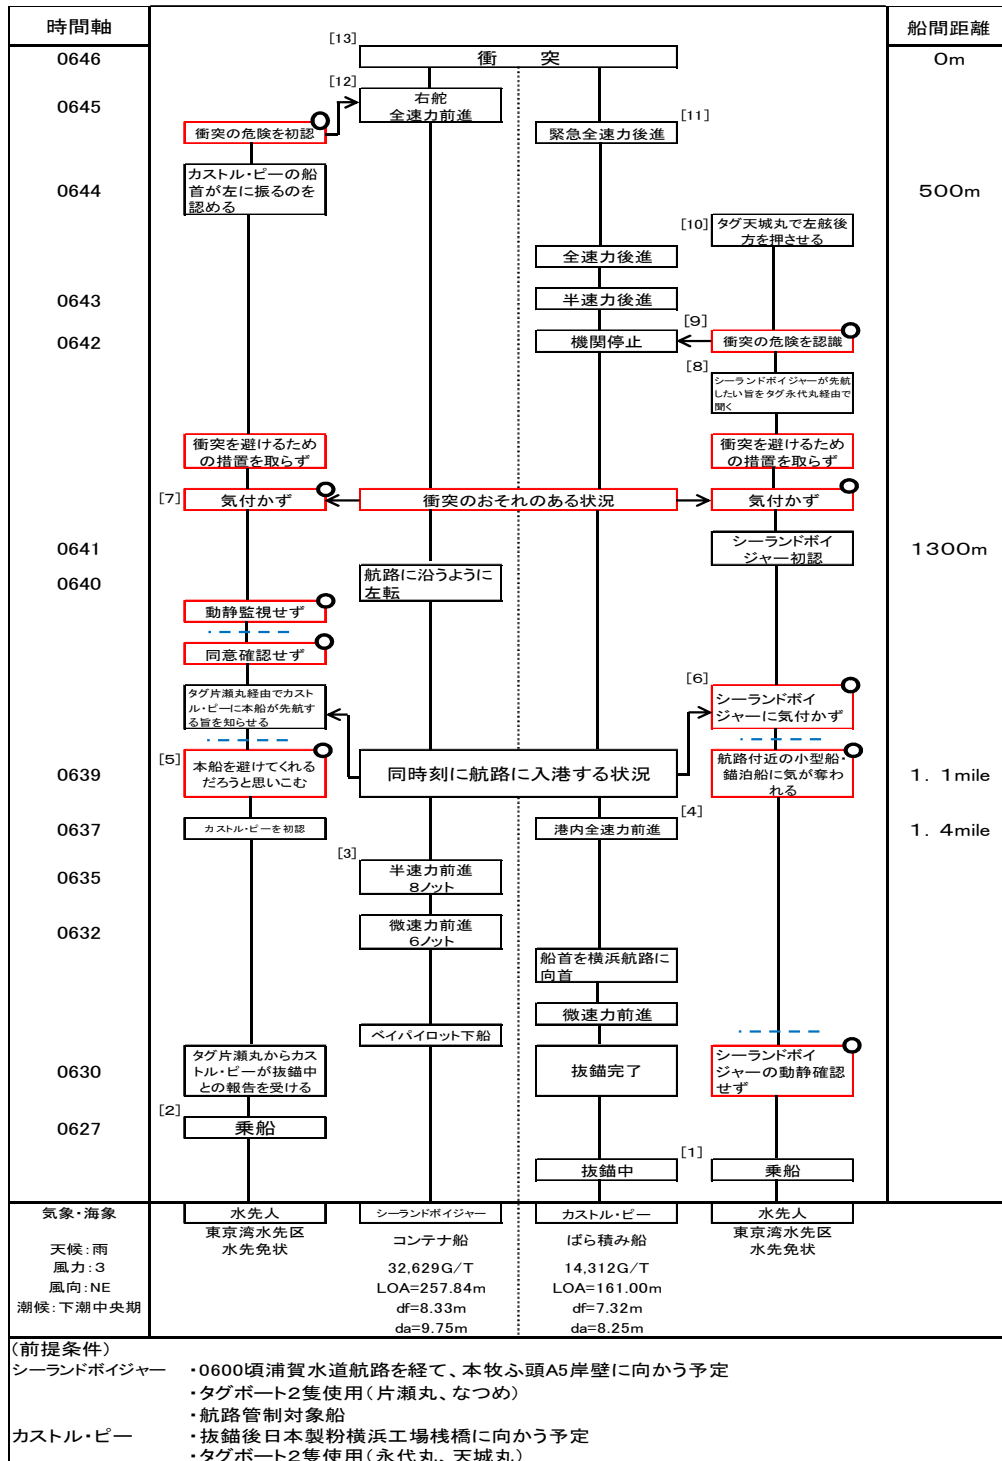 時間軸
船間距離
[13]
0646
衝 突
0m
[12]
0645
右舵
全速力前進
[11]
衝突の危険を初認
緊急全速力後進
カストル・ピーの船
首が左に振るのを
認める
0644
500m
[10]
タグ天城丸で左舷後
方を押させる
全速力後進
0643
半速力後進
[9]
0642
機関停止
衝突の危険を認識
[8]
シーランドボイジャーが先航
したい旨をタグ永代丸経由で
聞く
衝突を避けるため
の措置を取らず
衝突を避けるため
の措置を取らず
[7]
気付かず
衝突のおそれのある状況
気付かず
0641
シーランドボイ
ジャー初認
1300m
0640
航路に沿うように
左転
動静監視せず
同意確認せず
[6]
タグ片瀬丸経由でカスト
ル・ピーに本船が先航す
る旨を知らせる
シーランドボイ
ジャーに気付かず
[5]
本船を避けてくれる
だろうと思いこむ
同時刻に航路に入港する状況
航路付近の小型船・
錨泊船に気が奪わ
れる
0639
1. 1mile
[4]
0637
カストル・ピーを初認
港内全速力前進
1. 4mile
[3]
0635
半速力前進
8ノット
0632
微速力前進
6ノット
船首を横浜航路に
向首
微速力前進
ベイパイロット下船
0630
タグ片瀬丸からカス
トル・ピーが抜錨中
との報告を受ける
抜錨完了
シーランドボイ
ジャーの動静確認
せず
[2]
0627
乗船
[1]
抜錨中
乗船
気象・海象
水先人
シーランドボイジャー
カストル・ピー
水先人
東京湾水先区
水先免状
コンテナ船
ばら積み船
東京湾水先区
水先免状
天候：雨
風力：3
32,629G/T
14,312G/T
風向：NE
LOA=257.84m
LOA=161.00m
潮候：下潮中央期
df=8.33m
df=7.32m
da=9.75m
da=8.25m
(前提条件)
シーランドボイジャー ・0600頃浦賀水道航路を経て、本牧ふ頭A5岸壁に向かう予定
・タグボート2隻使用(片瀬丸、なつめ)
・航路管制対象船
カストル・ピー ・抜錨後日本製粉横浜工場桟橋に向かう予定
・タグボート2隻使用(永代丸、天城丸)